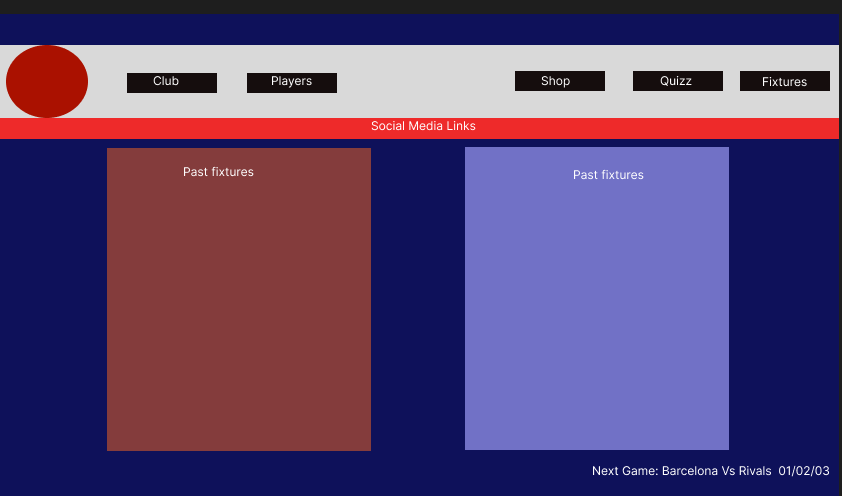 Club
Players
Shop
Quizz
Fixtures
Social Media Links
Past fixtures
Past fixtures
Next Game: Barcelona Vs Rivals 01/02/03